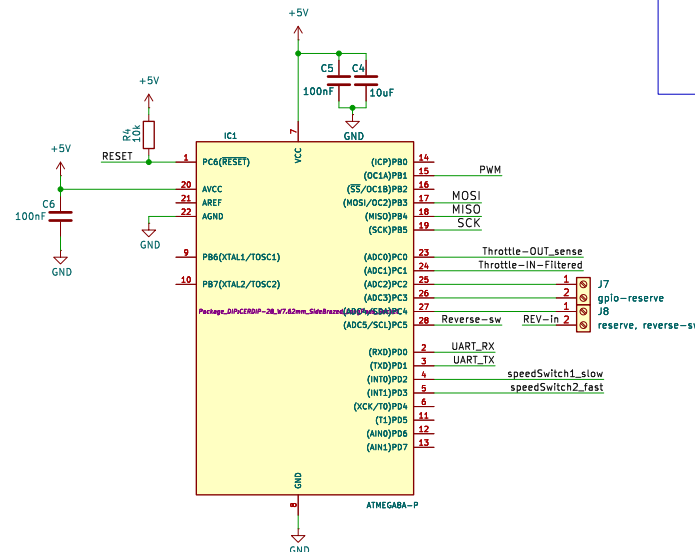 +5V
C5
C4
100nF
10uF
+5V
GND
R4
10k
IC1
7
VCC
RESET
1
PC6(RESET)
(ICP)PB0
14
(OC1A)PB1
15
PWM
+5V
20
AVCC
(SS/OC1B)PB2
16
21
AREF
(MOSI/OC2)PB3
17
MOSI
C6
100nF
22
AGND
(MISO)PB4
18
MISO
(SCK)PB5
19
SCK
GND
GND
9
PB6(XTAL1/TOSC1)
(ADC0)PC0
23
Throttle-OUT_sense
(ADC1)PC1
24
Throttle-IN-Filtered
10
PB7(XTAL2/TOSC2)
(ADC2)PC2
25
1
J7
(ADC3)PC3
26
2
gpio-reserve
27
1
J8
(ADC5/SCL)PC5
28
Reverse-sw
REV-in
2
reserve, reverse-sw
(RXD)PD0
2
UART_RX
(TXD)PD1
3
UART_TX
(INT0)PD2
4
speedSwitch1_slow
(INT1)PD3
5
speedSwitch2_fast
(XCK/T0)PD4
6
(T1)PD5
11
(AIN0)PD6
12
(AIN1)PD7
13
GND
8
ATMEGA8A-P
GND